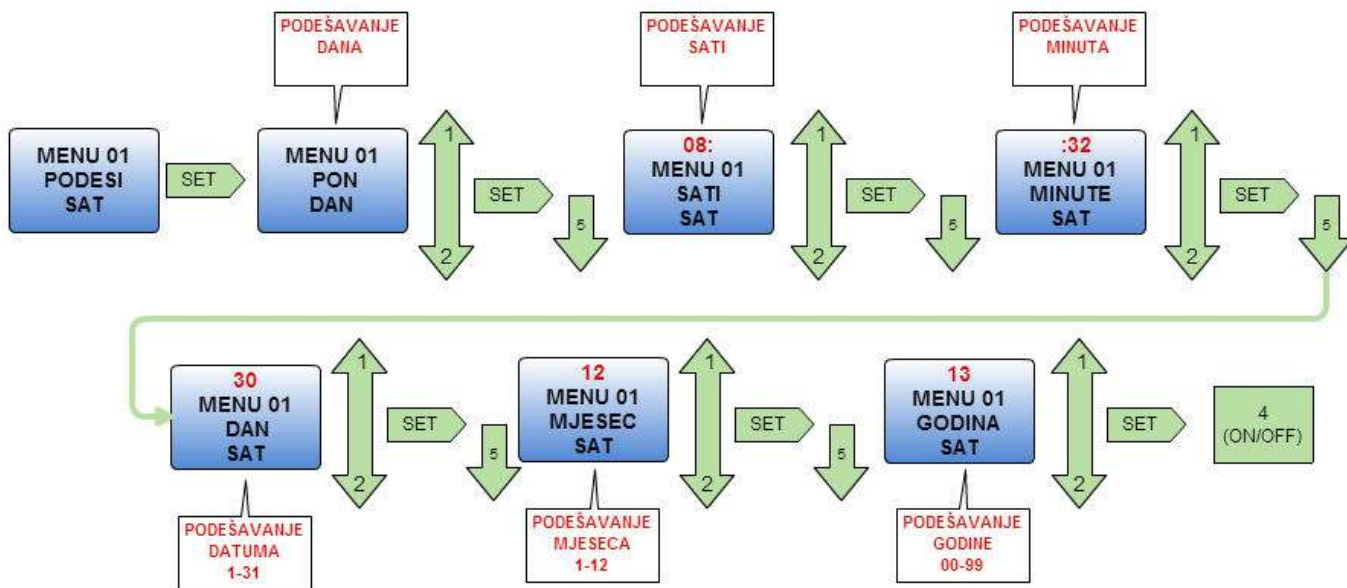 PODEŠAVANJE
DANA
PODEŠAVANJE
SATI
PODEŠAVANJE
MINUTA
MENU 01
PODESI
SAT
SET
MENU 01
PON
DAN
1
2
SET
5
08:
MENU 01
SATI
SAT
1
2
SET
5
:32
MENU 01
MINUTE
SAT
1
2
SET
5
30
MENU 01
DAN
SAT
1
2
SET
5
12
MENU 01
MJESEC
SAT
1
2
SET
5
13
MENU 01
GODINA
SAT
1
2
SET
4
(ON/OFF)
PODEŠAVANJE
DATUMA
1-31
PODEŠAVANJE
MJESECA
1-12
PODEŠAVANJE
GODINE
00-99